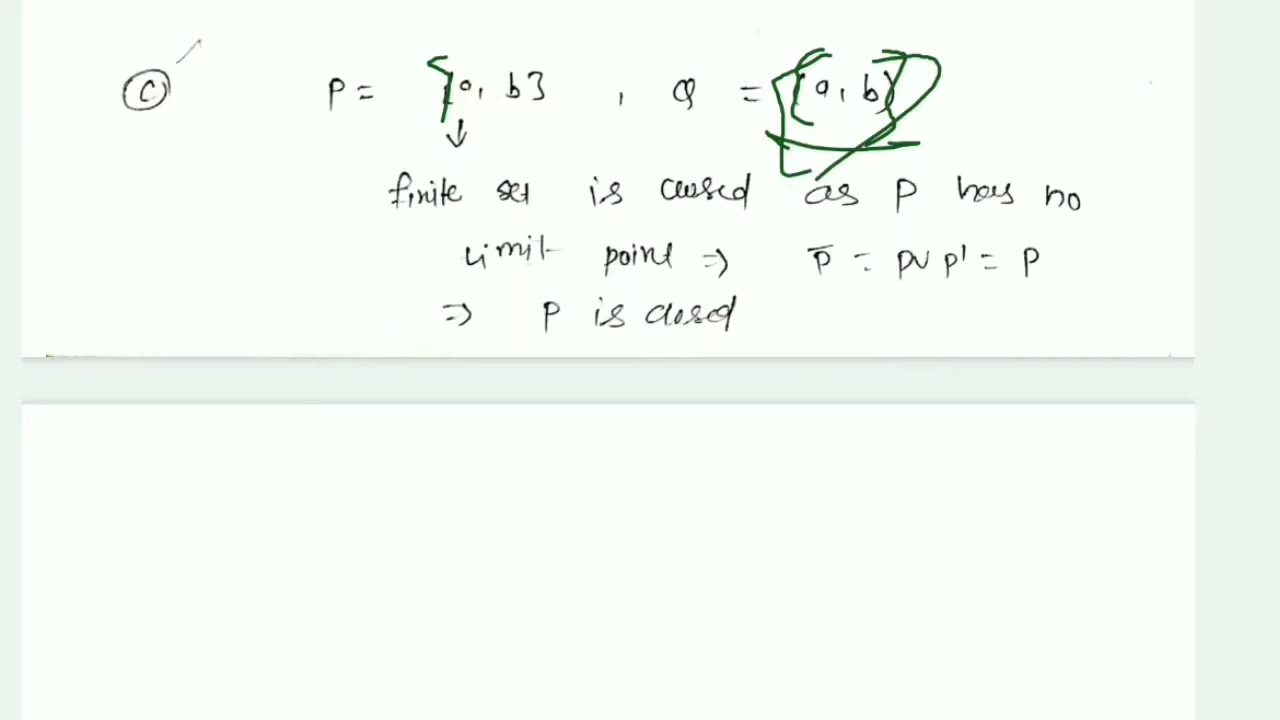 (c) P = {a, b} , Q = (a, b)
finite set is closed as P has no
limit point => P̅ = P ∪ P' = P
=> P is closed